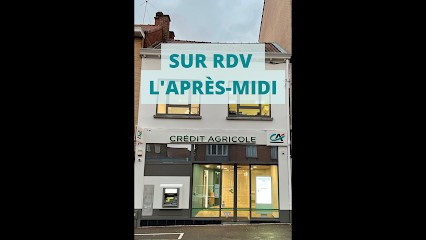 SUR RDV
L'APRÈS-MIDI
CRÉDIT AGRICOLE
CA